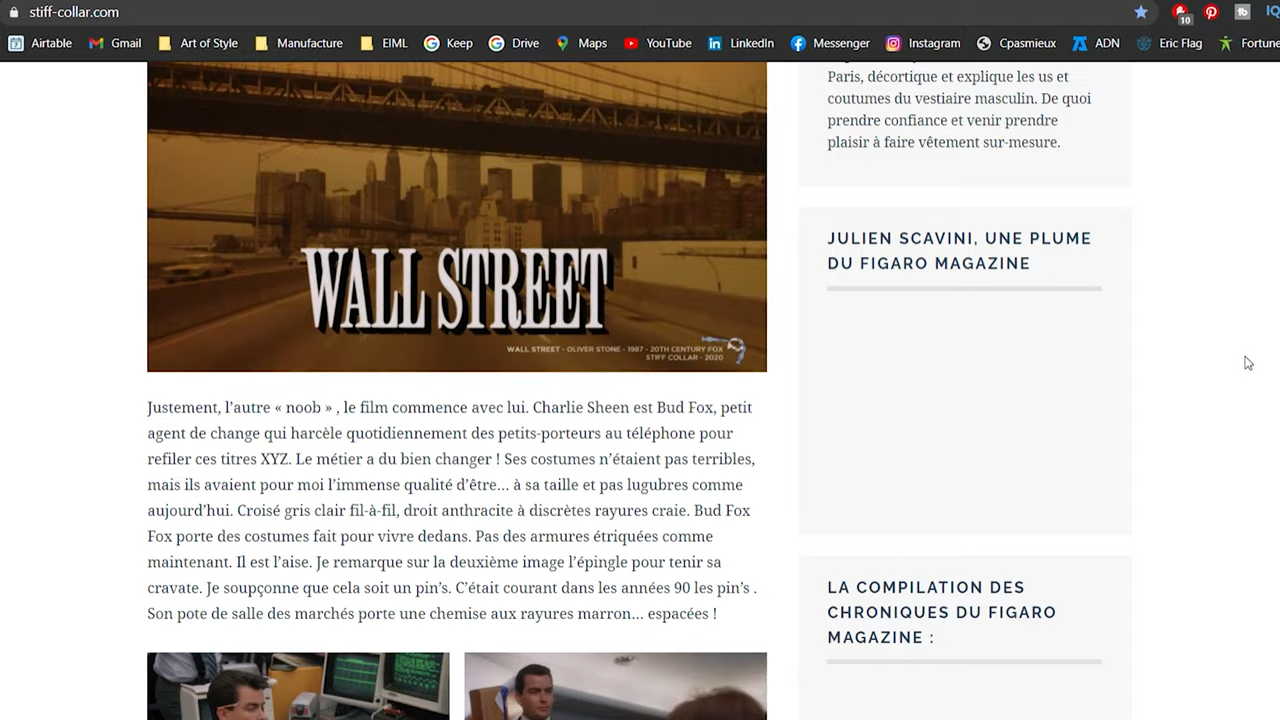 stiff-collar.com
10
Airtable
Gmail
Art of Style
Manufacture
EIML
Keep
Drive
Maps
YouTube
LinkedIn
Messenger
Instagram
Cpasmieux
ADN
Eric Flag
Fortune
WALL STREET
WALL STREET - OLIVER STONE - 1987 - 20TH CENTURY FOX
STIFF COLLAR - 2020
Justement, l’autre « noob » , le film commence avec lui. Charlie Sheen est Bud Fox, petit
agent de change qui harcèle quotidiennement des petits-porteurs au téléphone pour
refiler ces titres XYZ. Le métier a du bien changer ! Ses costumes n’étaient pas terribles,
mais ils avaient pour moi l’immense qualité d’être… à sa taille et pas lugubres comme
aujourd’hui. Croisé gris clair fil-à-fil, droit anthracite à discrètes rayures craie. Bud Fox
Fox porte des costumes fait pour vivre dedans. Pas des armures étriquées comme
maintenant. Il est l’aise. Je remarque sur la deuxième image l’épingle pour tenir sa
cravate. Je soupçonne que cela soit un pin’s. C’était courant dans les années 90 les pin’s .
Son pote de salle des marchés porte une chemise aux rayures marron… espacées !
Paris, décortique et explique les us et
coutumes du vestiaire masculin. De quoi
prendre confiance et venir prendre
plaisir à faire vêtement sur-mesure.
JULIEN SCAVINI, UNE PLUME
DU FIGARO MAGAZINE
LA COMPILATION DES
CHRONIQUES DU FIGARO
MAGAZINE :